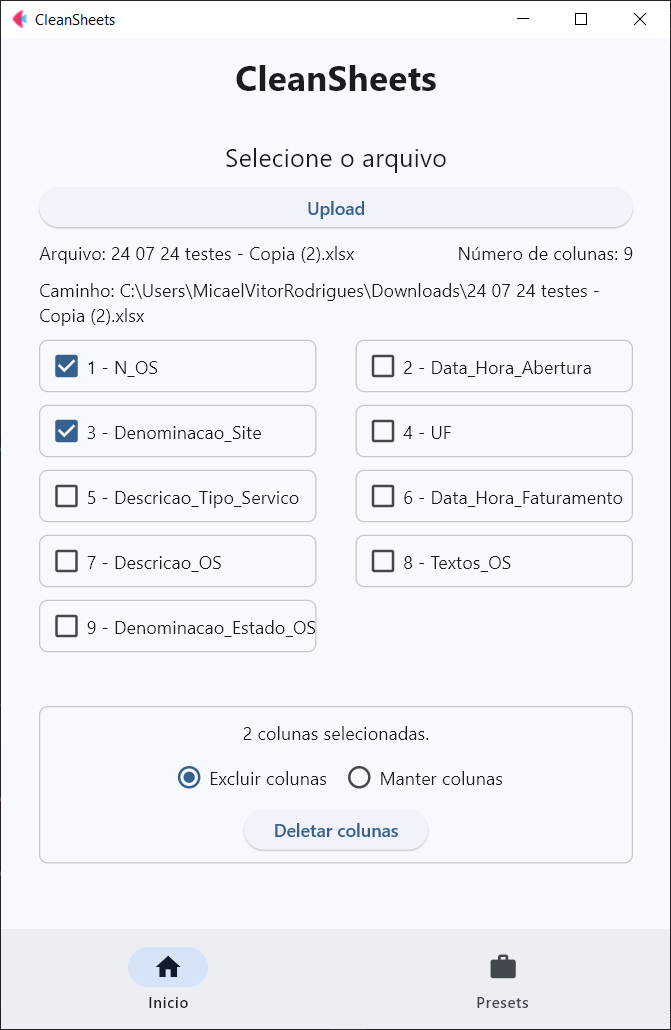 CleanSheets
CleanSheets
Selecione o arquivo
Upload
Arquivo: 24 07 24 testes - Copia (2).xlsx
Número de colunas: 9
Caminho: C:\Users\MicaelVitorRodrigues\Downloads\24 07 24 testes -
Copia (2).xlsx
1 - N_OS
2 - Data_Hora_Abertura
3 - Denominacao_Site
4 - UF
5 - Descricao_Tipo_Servico
6 - Data_Hora_Faturamento
7 - Descricao_OS
8 - Textos_OS
9 - Denominacao_Estado_OS
2 colunas selecionadas.
Excluir colunas
Manter colunas
Deletar colunas
Inicio
Presets